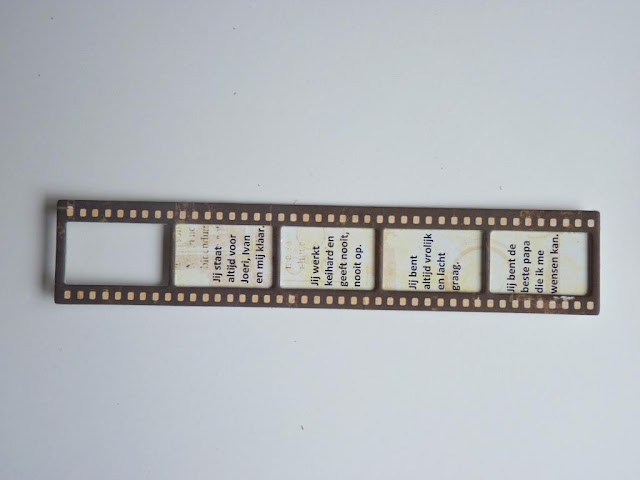 Jij staat
altijd voor
Joeri, Ivan
en mij klaar.
Jij werkt
keihard en
geeft nooit,
nooit op.
Jij bent
altijd vrolijk
en lacht
graag.
Jij bent de
beste papa
die ik me
wensen kan.